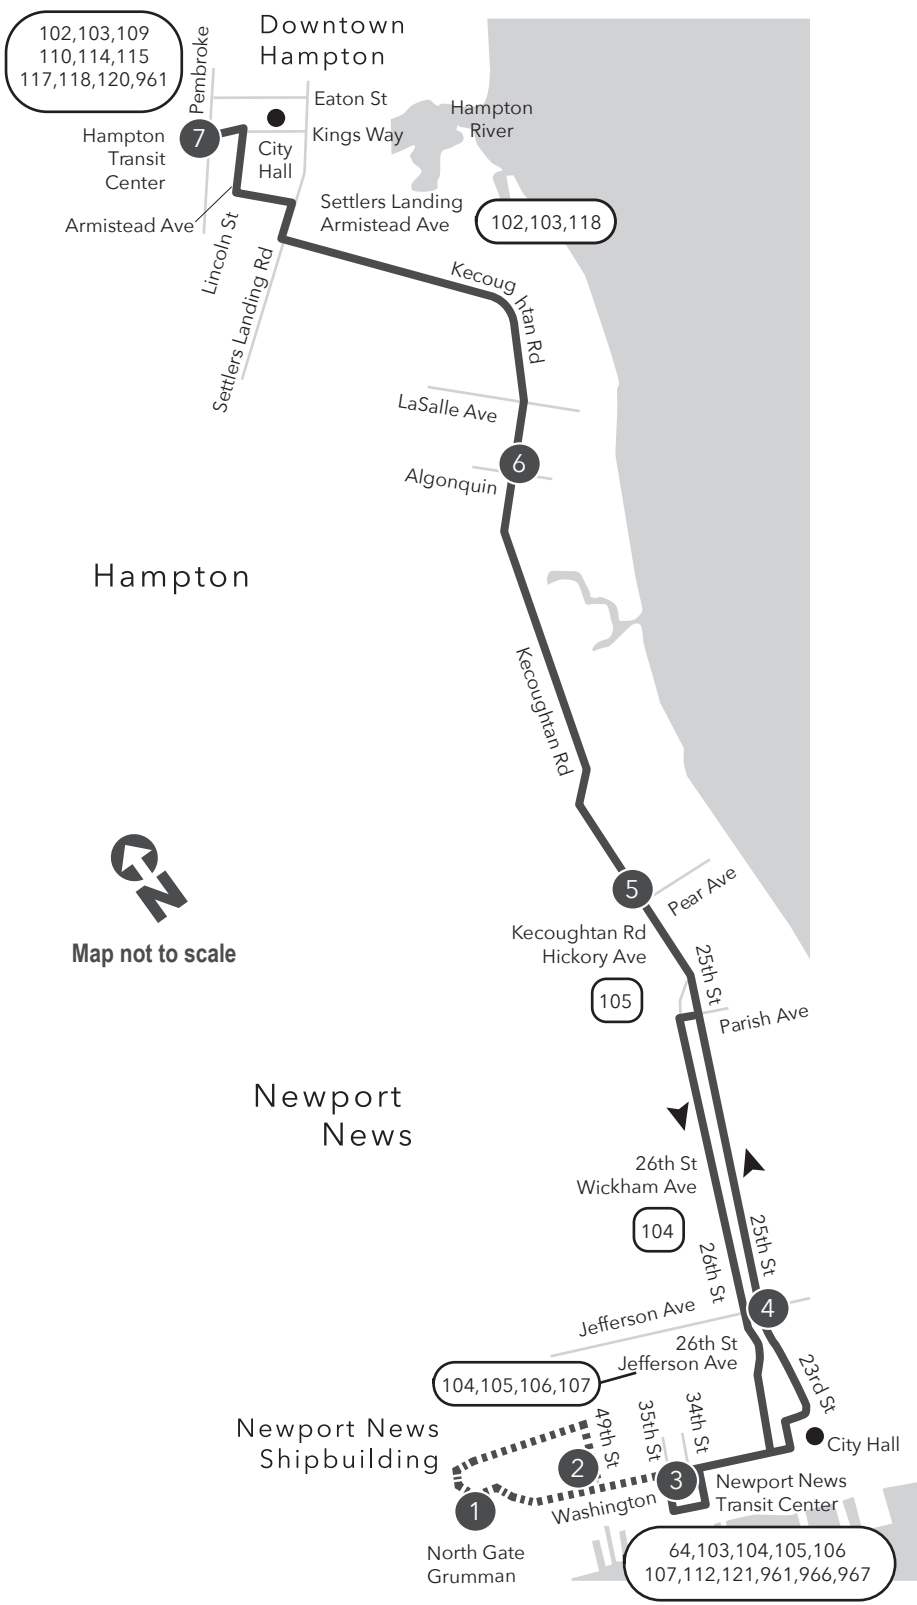 102,103,109
110,114,115
117,118,120,961
Pembroke
Downtown
Hampton
Eaton St
Kings Way
Hampton
River
7
Hampton
Transit
Center
City
Hall
Armistead Ave
Lincoln St
Settlers Landing Rd
Settlers Landing
Armistead Ave
102,103,118
Kecoughtan Rd
LaSalle Ave
6
Algonquin
Hampton
Kecoughtan Rd
N
Map not to scale
5
Pear Ave
Kecoughtan Rd
Hickory Ave
105
25th St
Parish Ave
Newport
News
26th St
Wickham Ave
104
26th St
25th St
4
Jefferson Ave
26th St
Jefferson Ave
104,105,106,107
23rd St
Newport News
Shipbuilding
49th St
35th St
34th St
City Hall
2
3
1
Washington
Newport News
Transit Center
North Gate
Grumman
64,103,104,105,106
107,112,121,961,966,967